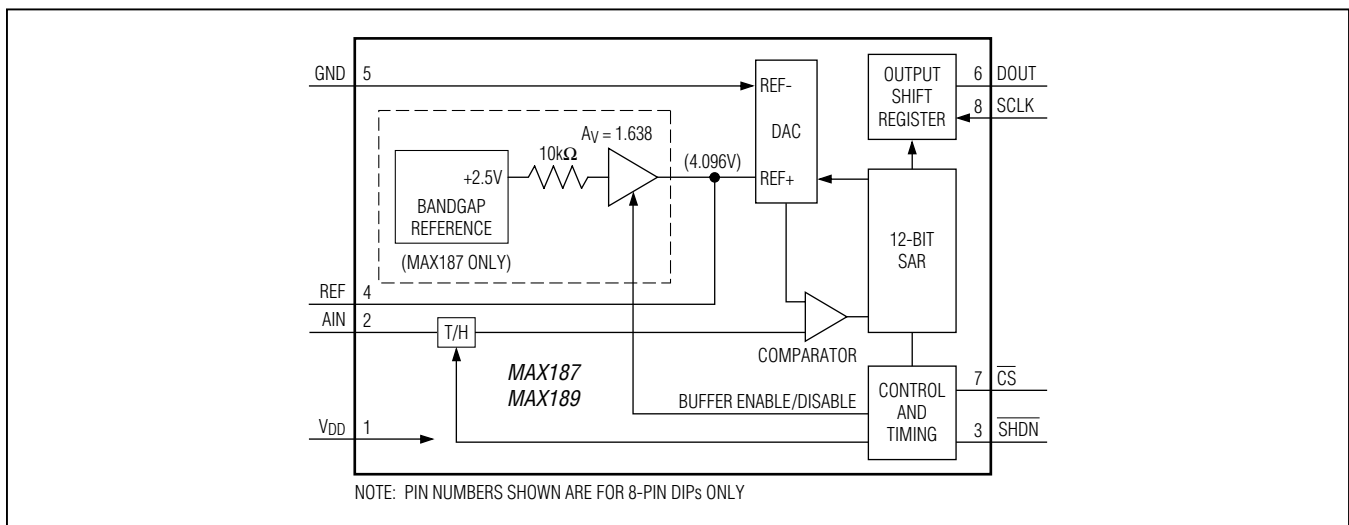 GND 5
REF-
DAC
REF+
OUTPUT
SHIFT
REGISTER
6 DOUT
8 SCLK
AV = 1.638
10kΩ
(4.096V)
+2.5V
BANDGAP
REFERENCE
(MAX187 ONLY)
12-BIT
SAR
REF 4
AIN 2
T/H
COMPARATOR
MAX187
MAX189
BUFFER ENABLE/DISABLE
CONTROL
AND
TIMING
7 C̅S̅
3 S̅H̅D̅N̅
VDD 1
NOTE: PIN NUMBERS SHOWN ARE FOR 8-PIN DIPs ONLY